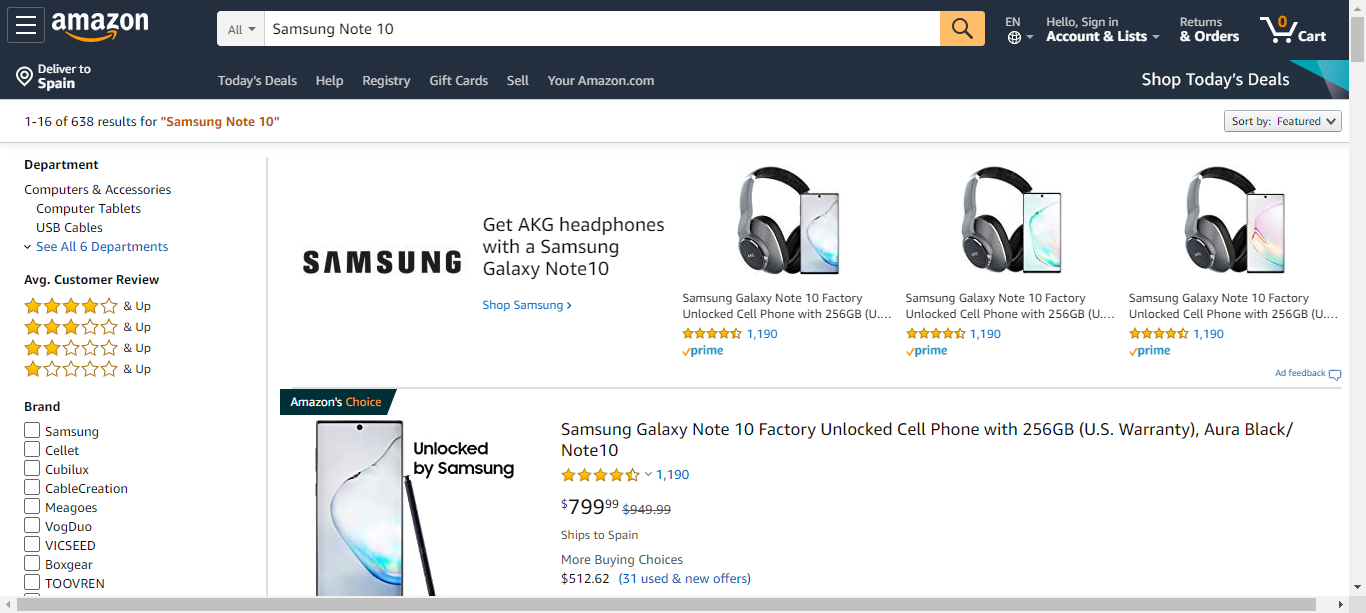 amazon
All
Samsung Note 10
EN
Hello, Sign in
Account & Lists
Returns
& Orders
0
Cart
Deliver to
Spain
Today's Deals
Help
Registry
Gift Cards
Sell
Your Amazon.com
Shop Today's Deals
1-16 of 638 results for "Samsung Note 10"
Sort by: Featured
Department
Computers & Accessories
Computer Tablets
USB Cables
See All 6 Departments
Avg. Customer Review
& Up
& Up
& Up
& Up
Brand
Samsung
Cellet
Cubilux
CableCreation
Meagoes
VogDuo
VICSEED
Boxgear
TOOVREN
SAMSUNG
Get AKG headphones
with a Samsung
Galaxy Note10
Shop Samsung ›
Samsung Galaxy Note 10 Factory
Unlocked Cell Phone with 256GB (U....
1,190
prime
Samsung Galaxy Note 10 Factory
Unlocked Cell Phone with 256GB (U.S....
1,190
prime
Samsung Galaxy Note 10 Factory
Unlocked Cell Phone with 256GB (U.S....
1,190
prime
Ad feedback
Amazon's Choice
Unlocked
by Samsung
Samsung Galaxy Note 10 Factory Unlocked Cell Phone with 256GB (U.S. Warranty), Aura Black/
Note10
1,190
$799.99 $949.99
Ships to Spain
More Buying Choices
$512.62 (31 used & new offers)